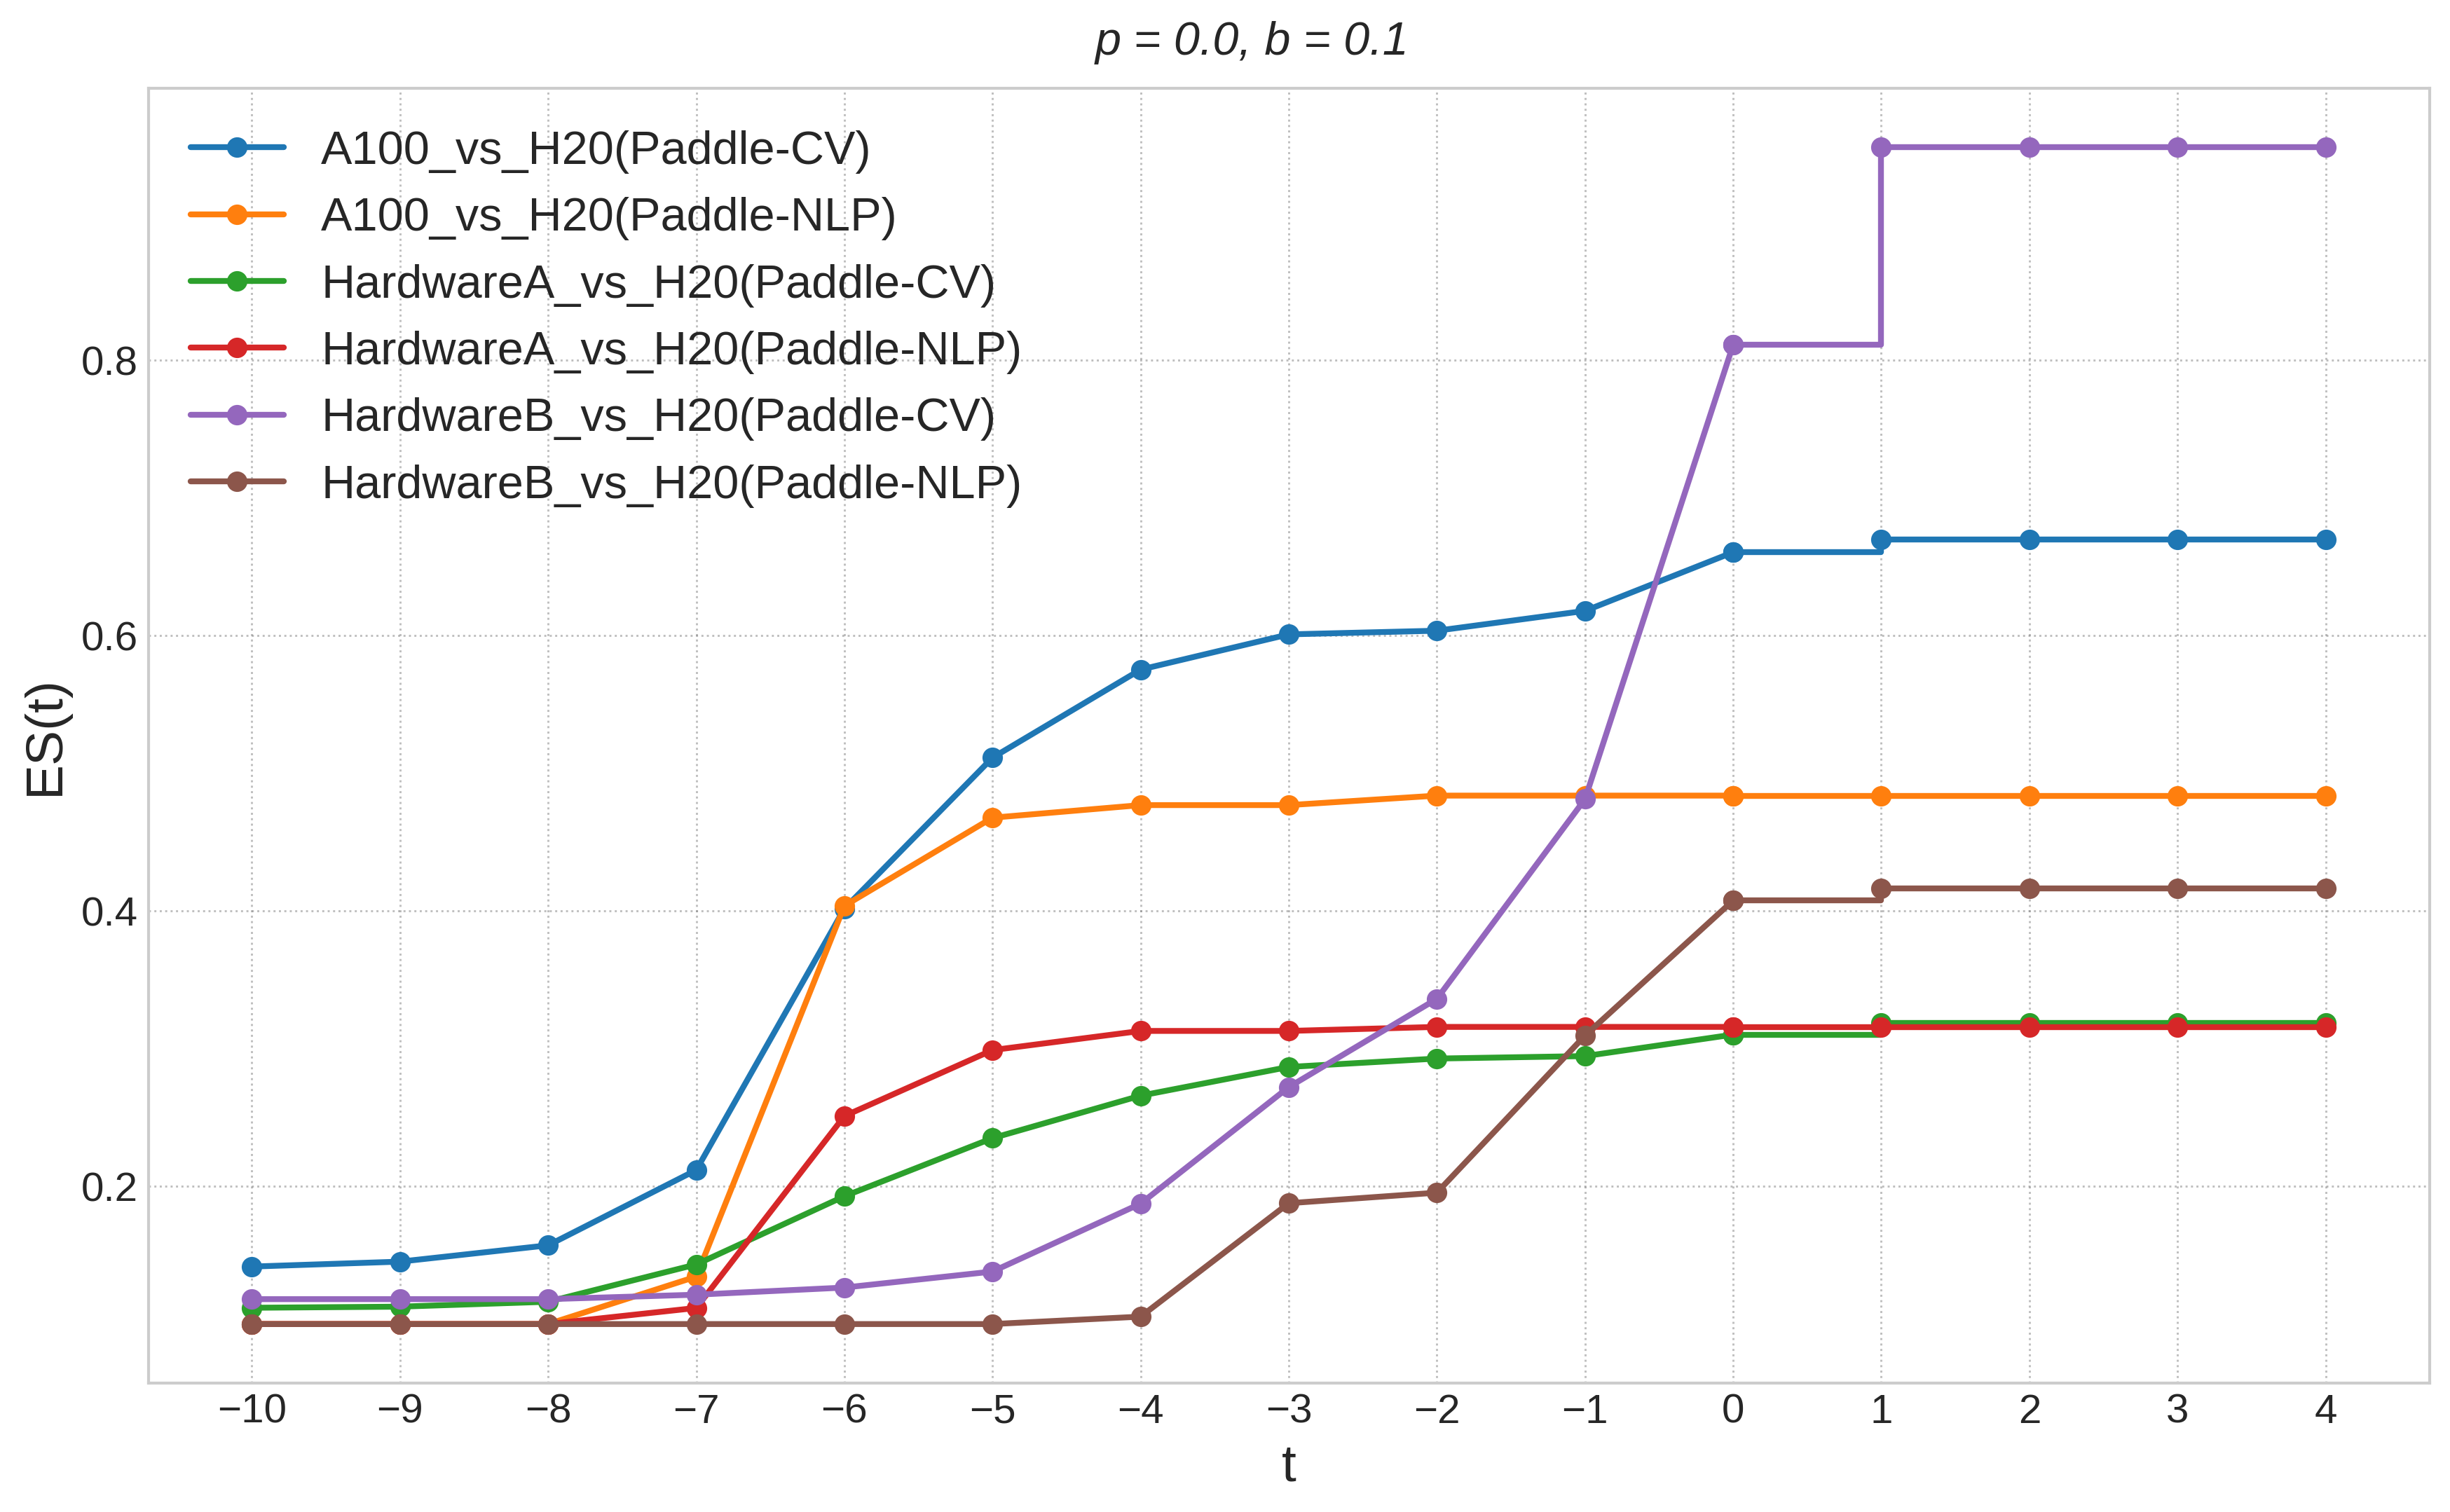 p = 0.0, b = 0.1
A100_vs_H20(Paddle-CV)
A100_vs_H20(Paddle-NLP)
HardwareA_vs_H20(Paddle-CV)
HardwareA_vs_H20(Paddle-NLP)
HardwareB_vs_H20(Paddle-CV)
HardwareB_vs_H20(Paddle-NLP)
0.8
0.6
0.4
0.2
ES(t)
−10 −9 −8 −7 −6 −5 −4 −3 −2 −1 0 1 2 3 4
t